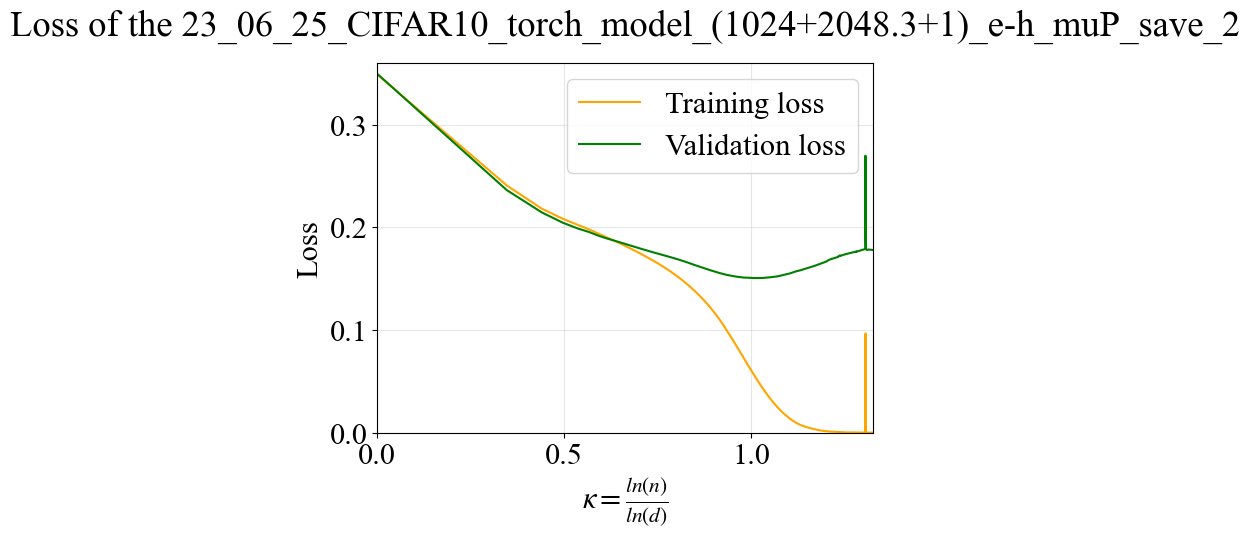 Loss of the 23_06_25_CIFAR10_torch_model_(1024+2048.3+1)_e-h_muP_save_2
Training loss
Validation loss
Loss
0.3
0.2
0.1
0.0
0.0 0.5 1.0
κ = ln(n)/ln(d)